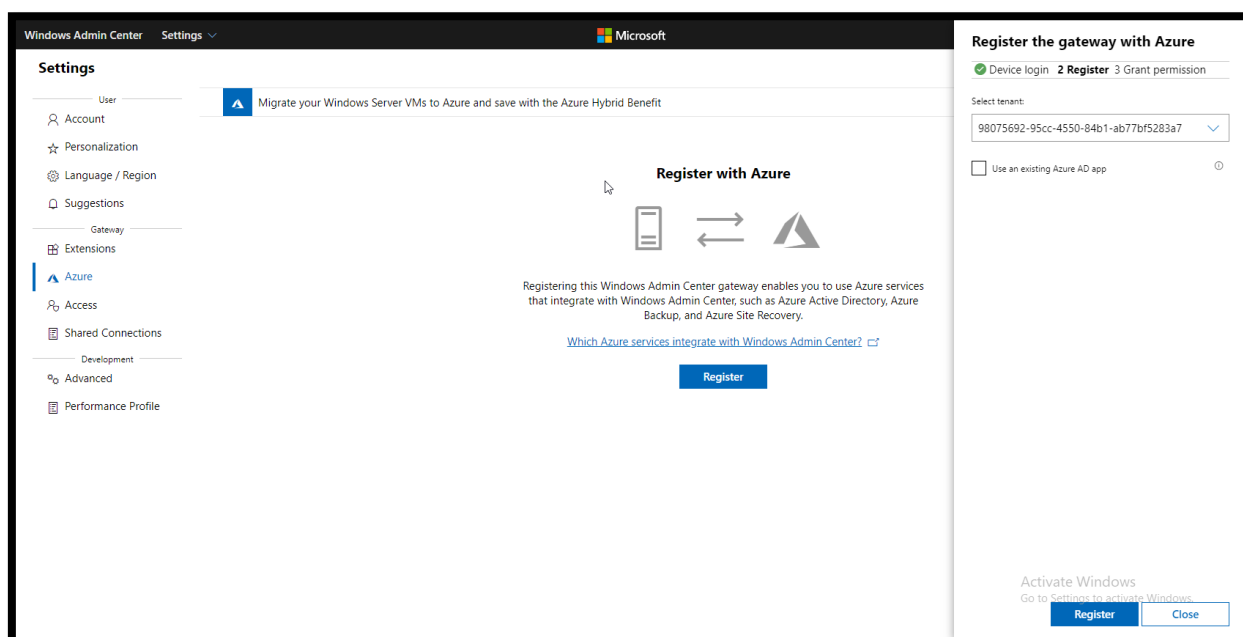 Windows Admin Center Settings
Microsoft
Settings
User
Account
Personalization
Language / Region
Suggestions
Gateway
Extensions
Azure
Access
Shared Connections
Development
Advanced
Performance Profile
Migrate your Windows Server VMs to Azure and save with the Azure Hybrid Benefit
Register with Azure
Registering this Windows Admin Center gateway enables you to use Azure services
that integrate with Windows Admin Center, such as Azure Active Directory, Azure
Backup, and Azure Site Recovery.
Which Azure services integrate with Windows Admin Center?
Register
Register the gateway with Azure
Device login 2 Register 3 Grant permission
Select tenant:
98075692-95cc-4550-84b1-ab77bf5283a7
Use an existing Azure AD app
Activate Windows
Go to Settings to activate Windows.
Register Close